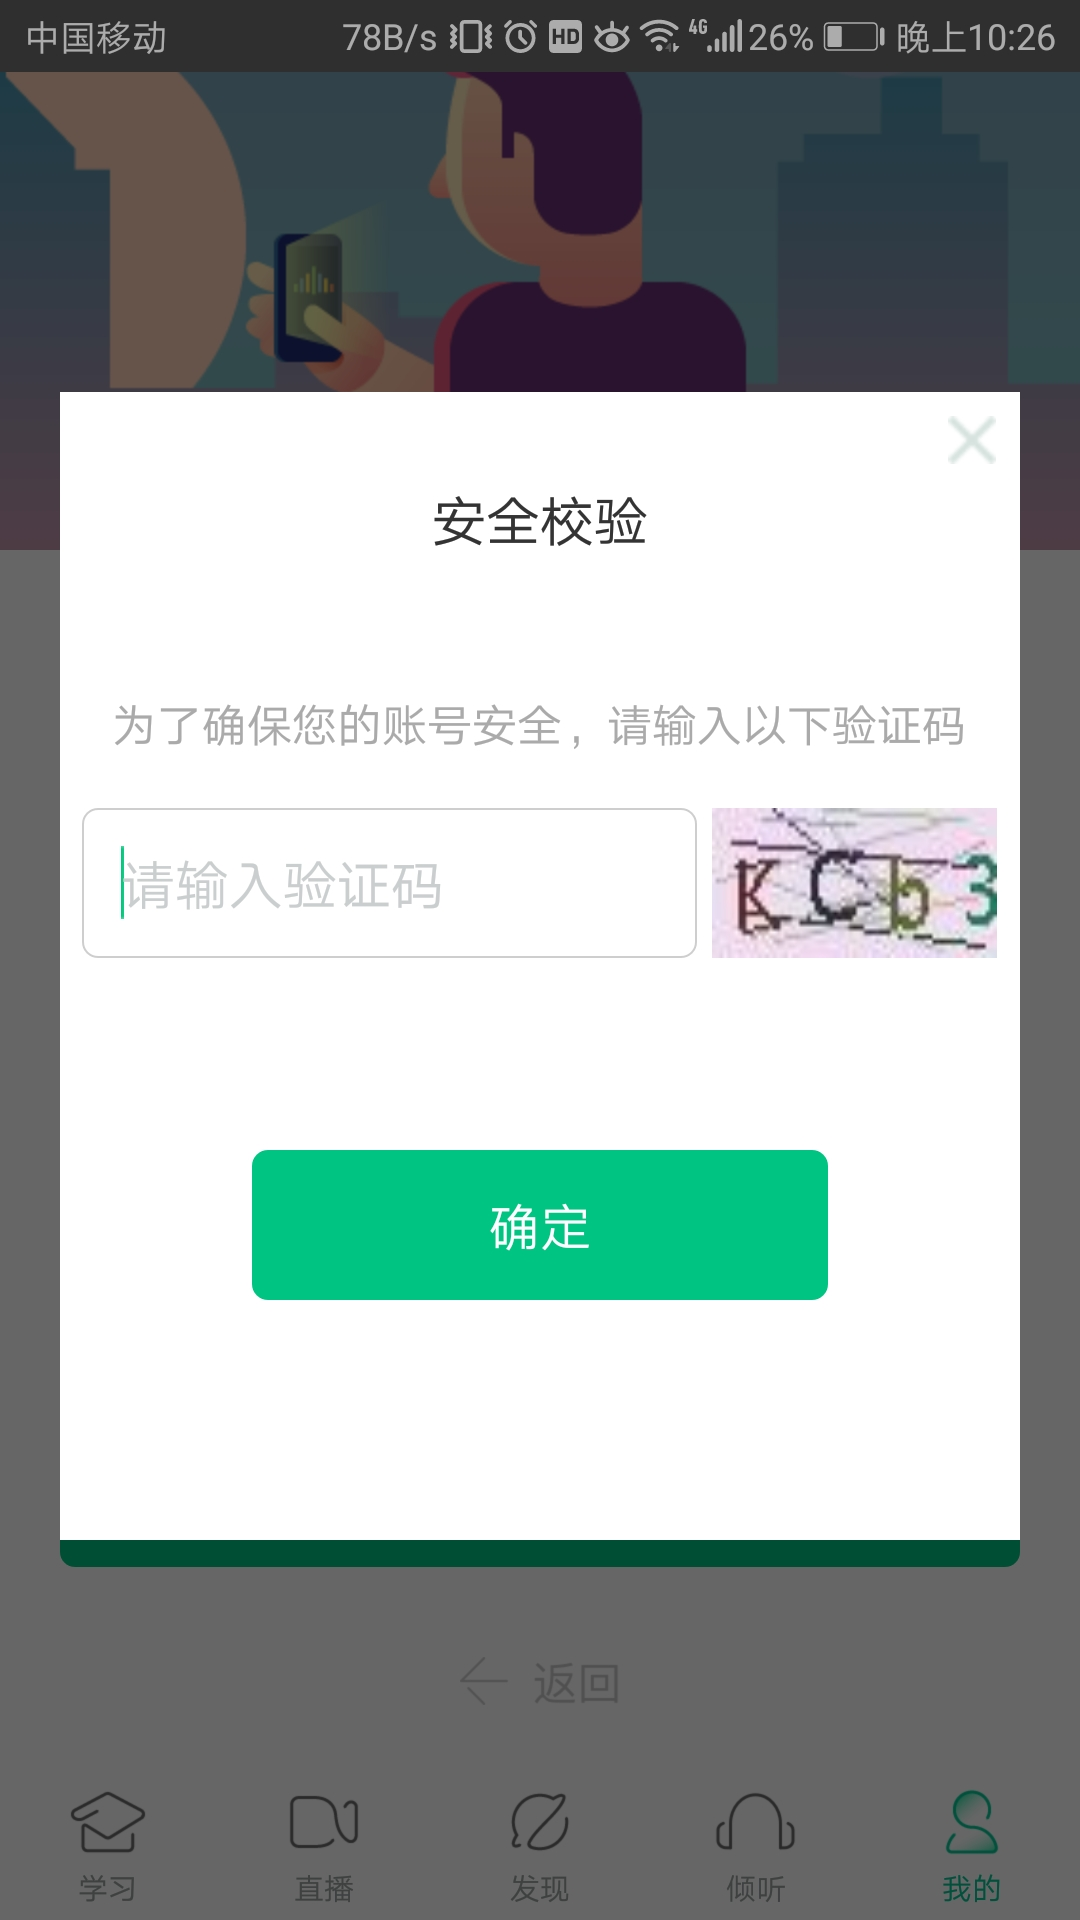 中国移动 78B/s HD 4G 26% 晚上10:26
安全校验
为了确保您的账号安全，请输入以下验证码
请输入验证码 KCb3
确定
返回
学习 直播 发现 倾听 我的